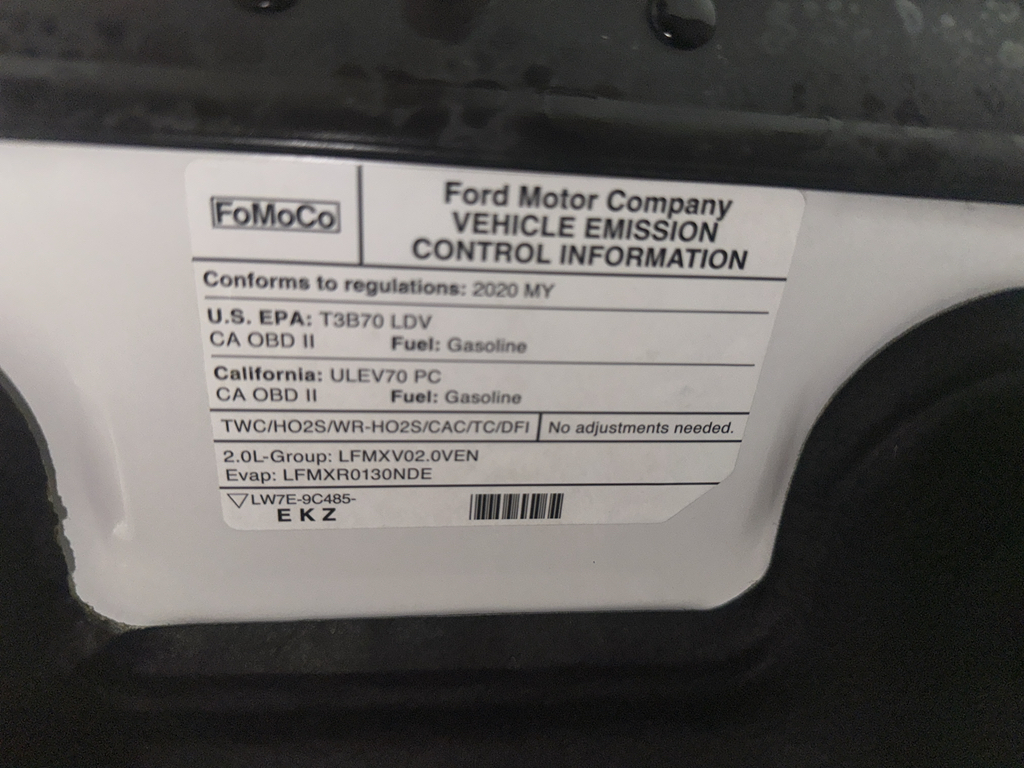 FoMoCo
Ford Motor Company
VEHICLE EMISSION
CONTROL INFORMATION
Conforms to regulations: 2020 MY
U.S. EPA: T3B70 LDV
CA OBD II Fuel: Gasoline
California: ULEV70 PC
CA OBD II Fuel: Gasoline
TWC/HO2S/WR-HO2S/CAC/TC/DFI No adjustments needed.
2.0L-Group: LFMXV02.0VEN
Evap: LFMXR0130NDE
▽LW7E-9C485-
E K Z